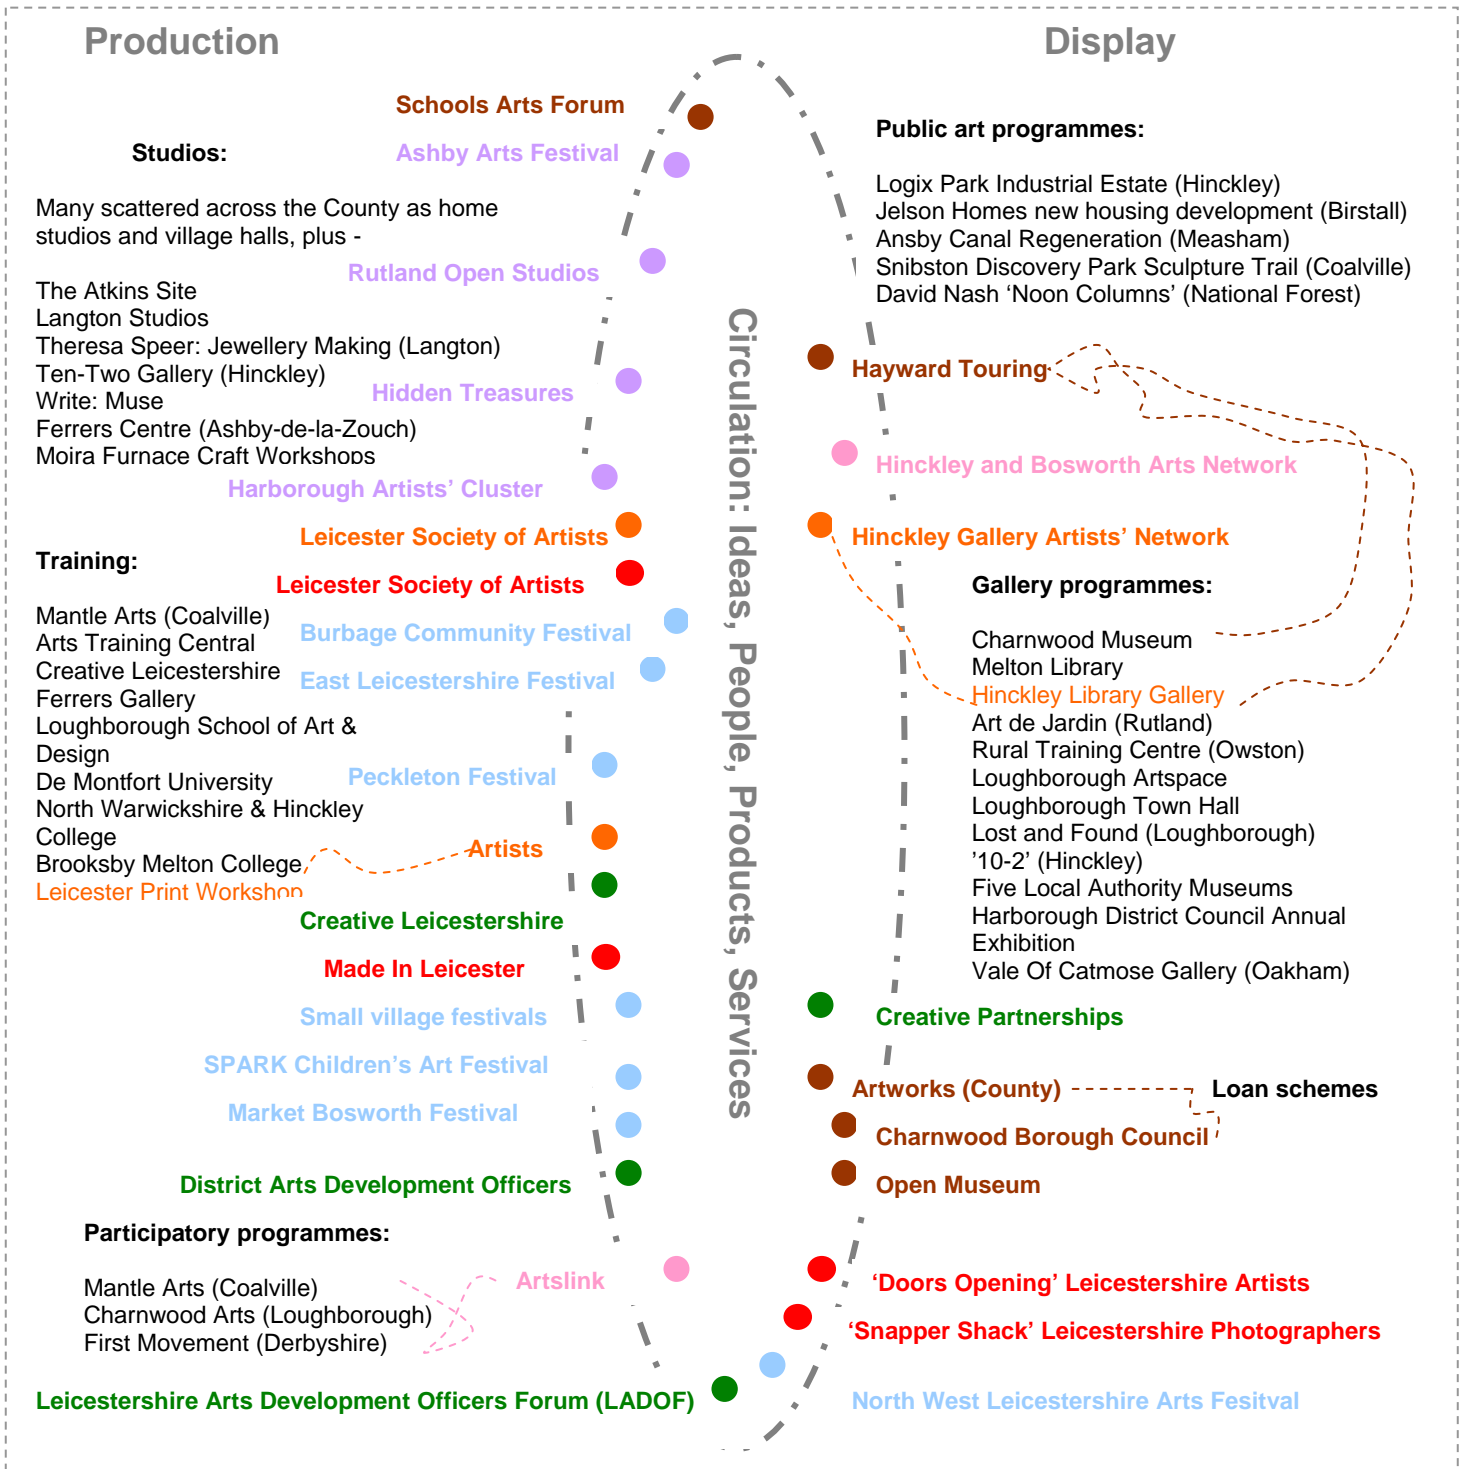 Production
Display
Schools Arts Forum
Ashby Arts Festival
Studios:
Many scattered across the County as home
studios and village halls, plus -
Rutland Open Studios
The Atkins Site
Langton Studios
Theresa Speer: Jewellery Making (Langton)
Ten-Two Gallery (Hinckley)
Hidden Treasures
Write: Muse
Ferrers Centre (Ashby-de-la-Zouch)
Moira Furnace Craft Workshops
Harborough Artists’ Cluster
Leicester Society of Artists
Training:
Leicester Society of Artists
Mantle Arts (Coalville)
Arts Training Central
Creative Leicestershire
Ferrers Gallery
Loughborough School of Art &
Design
De Montfort University
North Warwickshire & Hinckley
College
Brooksby Melton College
Leicester Print Workshop
Burbage Community Festival
East Leicestershire Festival
Peckleton Festival
Artists
Creative Leicestershire
Made In Leicester
Small village festivals
SPARK Children’s Art Festival
Market Bosworth Festival
District Arts Development Officers
Participatory programmes:
Mantle Arts (Coalville)
Charnwood Arts (Loughborough)
First Movement (Derbyshire)
Artslink
Leicestershire Arts Development Officers Forum (LADOF)
Circulation: Ideas, People, Products, Services
Public art programmes:
Logix Park Industrial Estate (Hinckley)
Jelson Homes new housing development (Birstall)
Ansby Canal Regeneration (Measham)
Snibston Discovery Park Sculpture Trail (Coalville)
David Nash ‘Noon Columns’ (National Forest)
Hayward Touring
Hinckley and Bosworth Arts Network
Hinckley Gallery Artists’ Network
Gallery programmes:
Charnwood Museum
Melton Library
Hinckley Library Gallery
Art de Jardin (Rutland)
Rural Training Centre (Owston)
Loughborough Artspace
Loughborough Town Hall
Lost and Found (Loughborough)
’10-2’ (Hinckley)
Five Local Authority Museums
Harborough District Council Annual
Exhibition
Vale Of Catmose Gallery (Oakham)
Creative Partnerships
Artworks (County)
Loan schemes
Charnwood Borough Council
Open Museum
‘Doors Opening’ Leicestershire Artists
‘Snapper Shack’ Leicestershire Photographers
North West Leicestershire Arts Fesitval